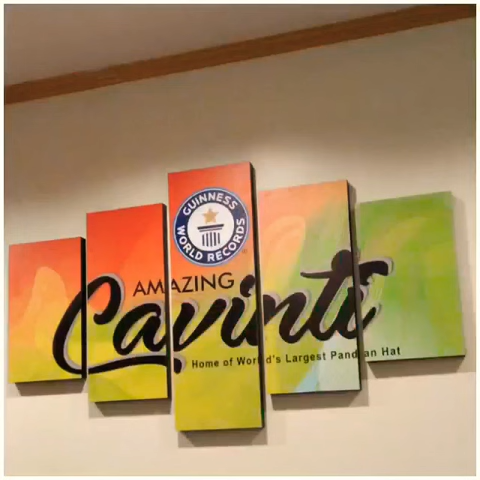 GUINNESS
WORLD RECORDS
AMAZING
Cavinti
Home of World's Largest Pandan Hat